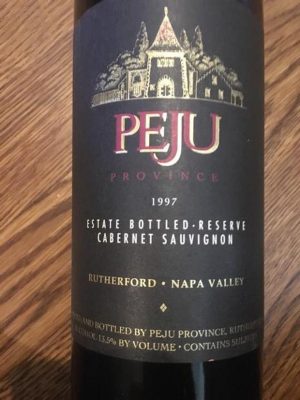 PEJU
PROVINCE
1997
ESTATE BOTTLED·RESERVE
CABERNET SAUVIGNON
RUTHERFORD • NAPA VALLEY
AND BOTTLED BY PEJU PROVINCE,
13.5% BY VOLUME • CONTAINS